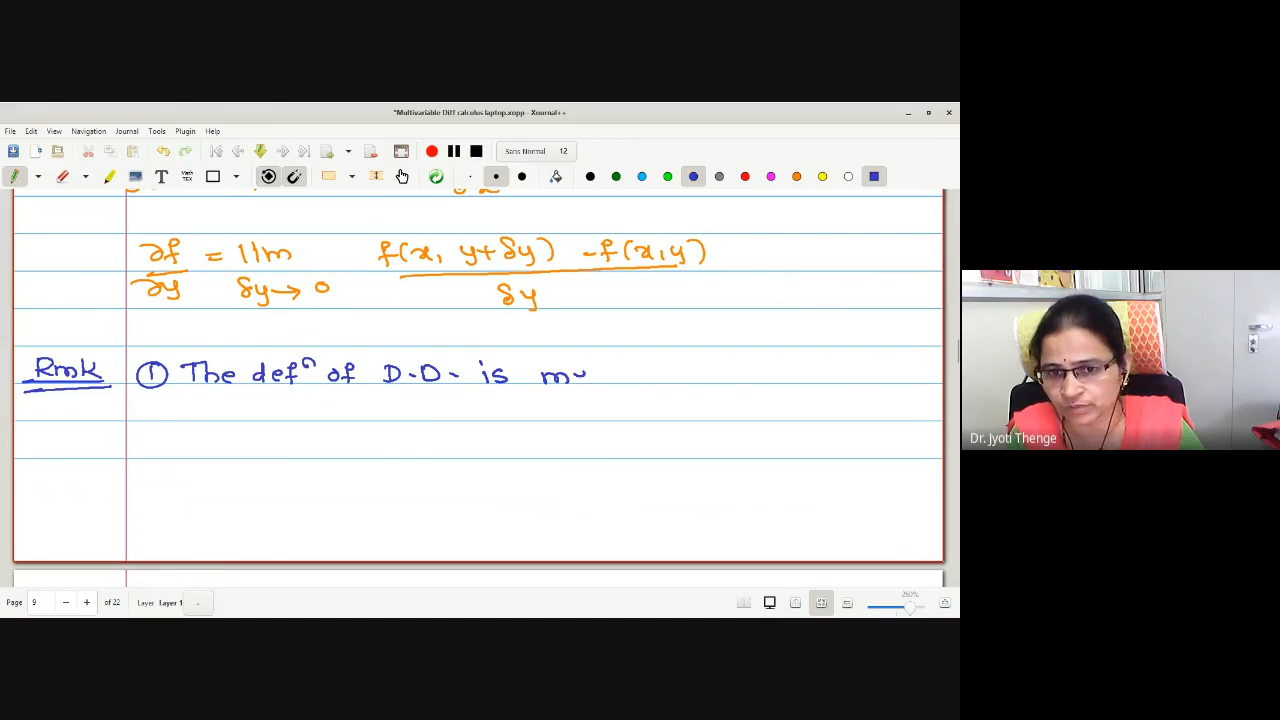 *Multivariable Diff calculus laptop.xopp - Xournal++
File Edit View Navigation Journal Tools Plugin Help
Sans Normal 12
∂f = lim f(x, y+δy) - f(x,y)
∂y δy→0 δy
Rmk ① The defⁿ of D.D. is
Dr. Jyoti Thenge
Page 9 of 22 Layer Layer 1 260%